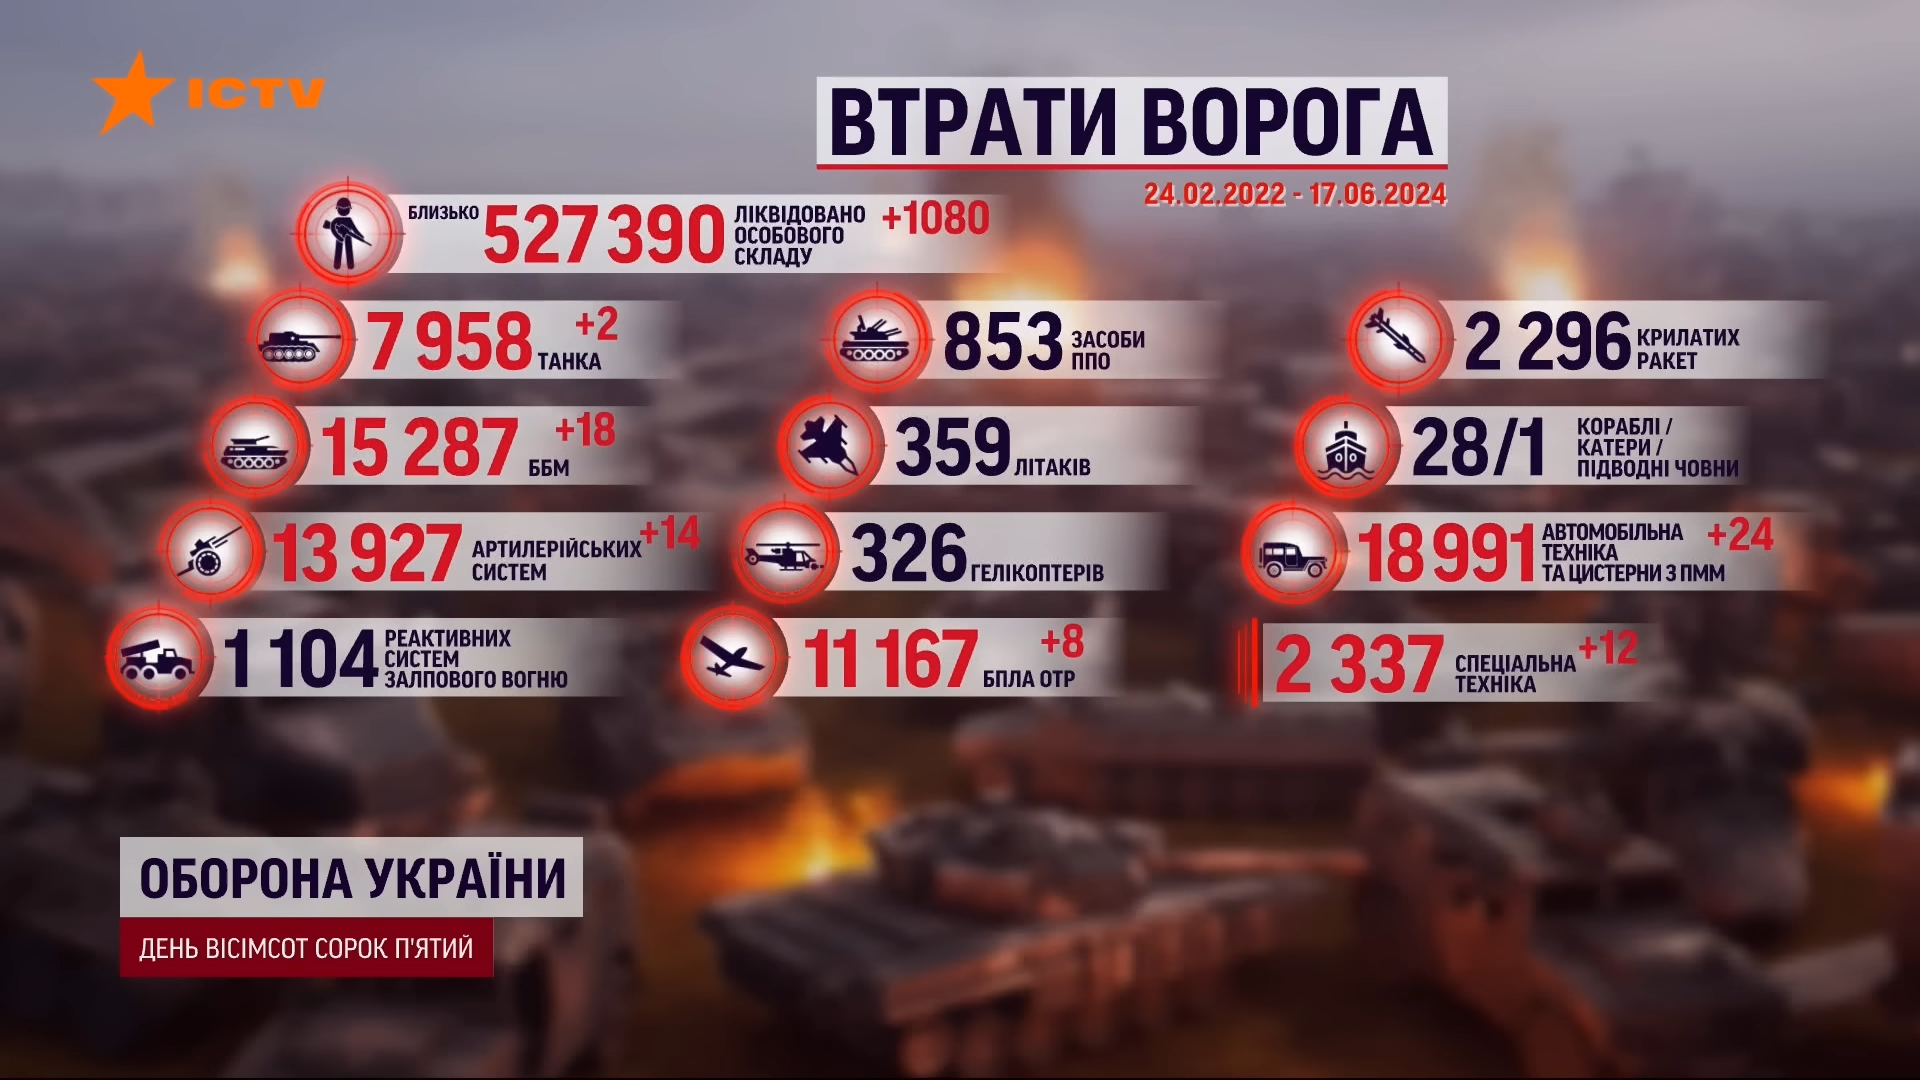 ICTV
ВТРАТИ ВОРОГА
24.02.2022 - 17.06.2024
БЛИЗЬКО 527 390 ЛІКВІДОВАНО +1080
ОСОБОВОГО
СКЛАДУ
7 958 ТАНКА +2
15 287 ББМ +18
13 927 АРТИЛЕРІЙСЬКИХ +14
СИСТЕМ
1 104 РЕАКТИВНИХ
СИСТЕМ
ЗАЛПОВОГО ВОГНЮ
853 ЗАСОБИ
ППО
359 ЛІТАКІВ
326 ГЕЛІКОПТЕРІВ
11 167 БПЛА ОТР +8
2 296 КРИЛАТИХ
РАКЕТ
28/1 КОРАБЛІ /
КАТЕРИ /
ПІДВОДНІ ЧОВНИ
18 991 АВТОМОБІЛЬНА +24
ТЕХНІКА
ТА ЦИСТЕРНИ З ПММ
2 337 СПЕЦІАЛЬНА +12
ТЕХНІКА
ОБОРОНА УКРАЇНИ
ДЕНЬ ВІСІМСОТ СОРОК П'ЯТИЙ